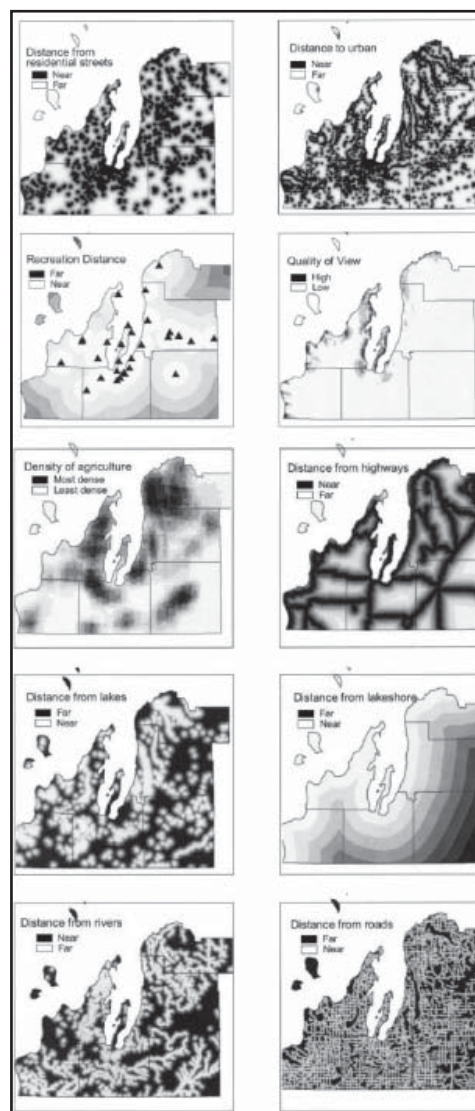 Distance from
residential streets
Near
Far
Distance to urban
Near
Far
Recreation Distance
Far
Near
Quality of View
High
Low
Density of agriculture
Most dense
Least dense
Distance from highways
Near
Far
Distance from lakes
Far
Near
Distance from lakeshore
Far
Near
Distance from rivers
Near
Far
Distance from roads
Far
Near